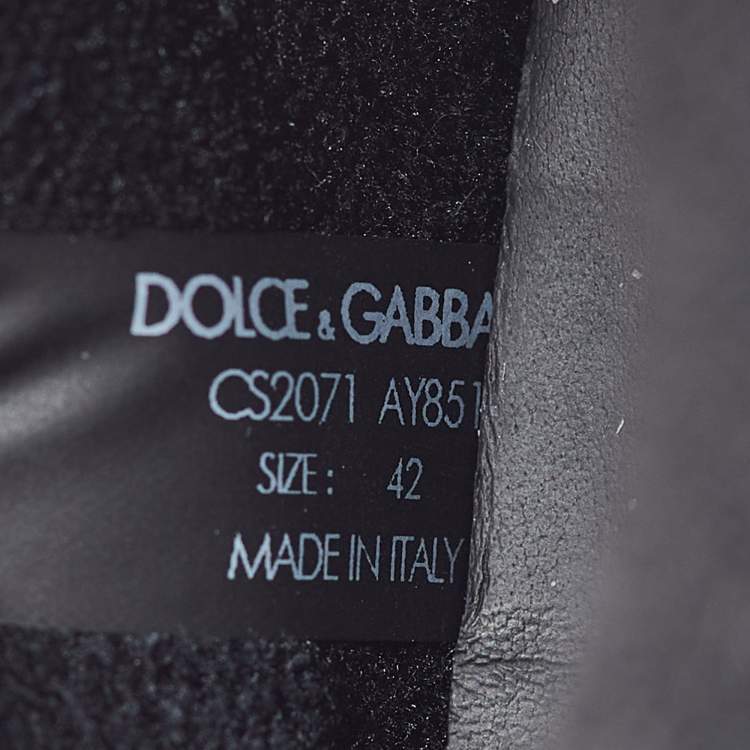 DOLCE & GABBA
CS2071 AY851
SIZE: 42
MADE IN ITALY